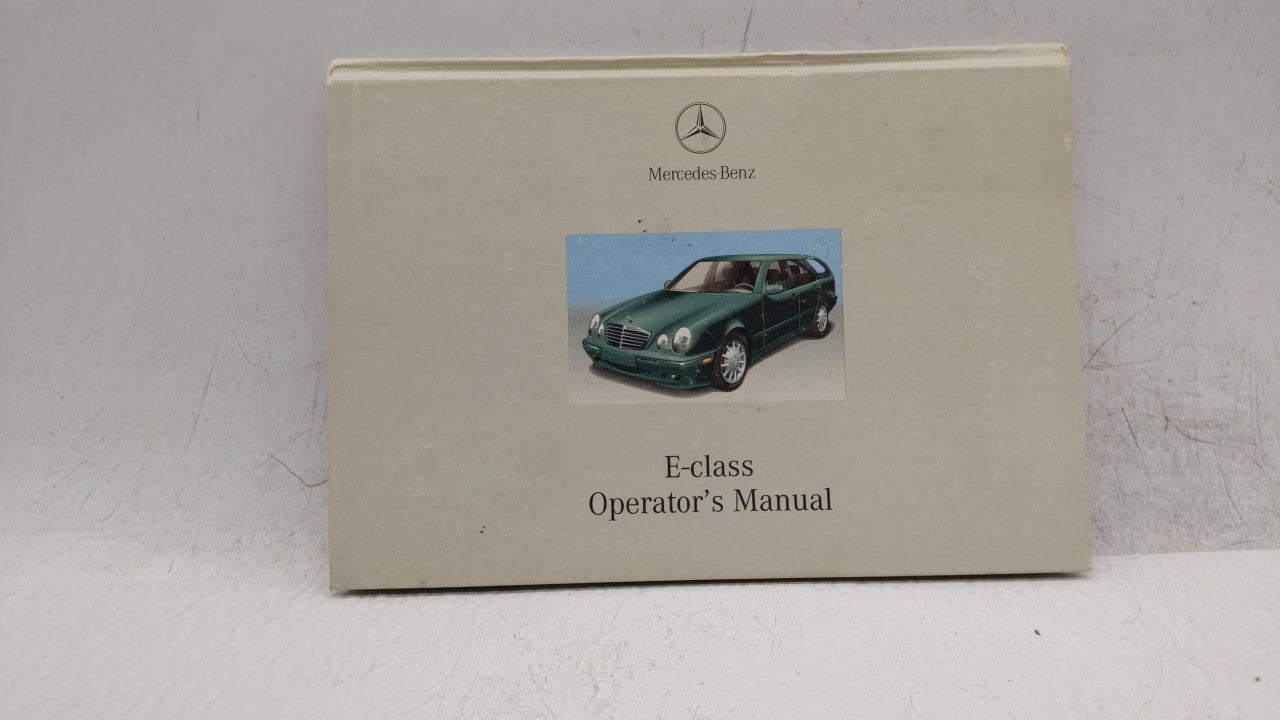 Mercedes-Benz
E-class
Operator's Manual